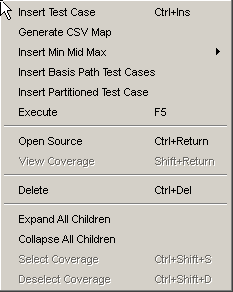 Insert Test Case Ctrl+Ins
Generate CSV Map
Insert Min Mid Max
Insert Basis Path Test Cases
Insert Partitioned Test Case
Execute F5
Open Source Ctrl+Return
View Coverage Shift+Return
Delete Ctrl+Del
Expand All Children
Collapse All Children
Select Coverage Ctrl+Shift+S
Deselect Coverage Ctrl+Shift+D